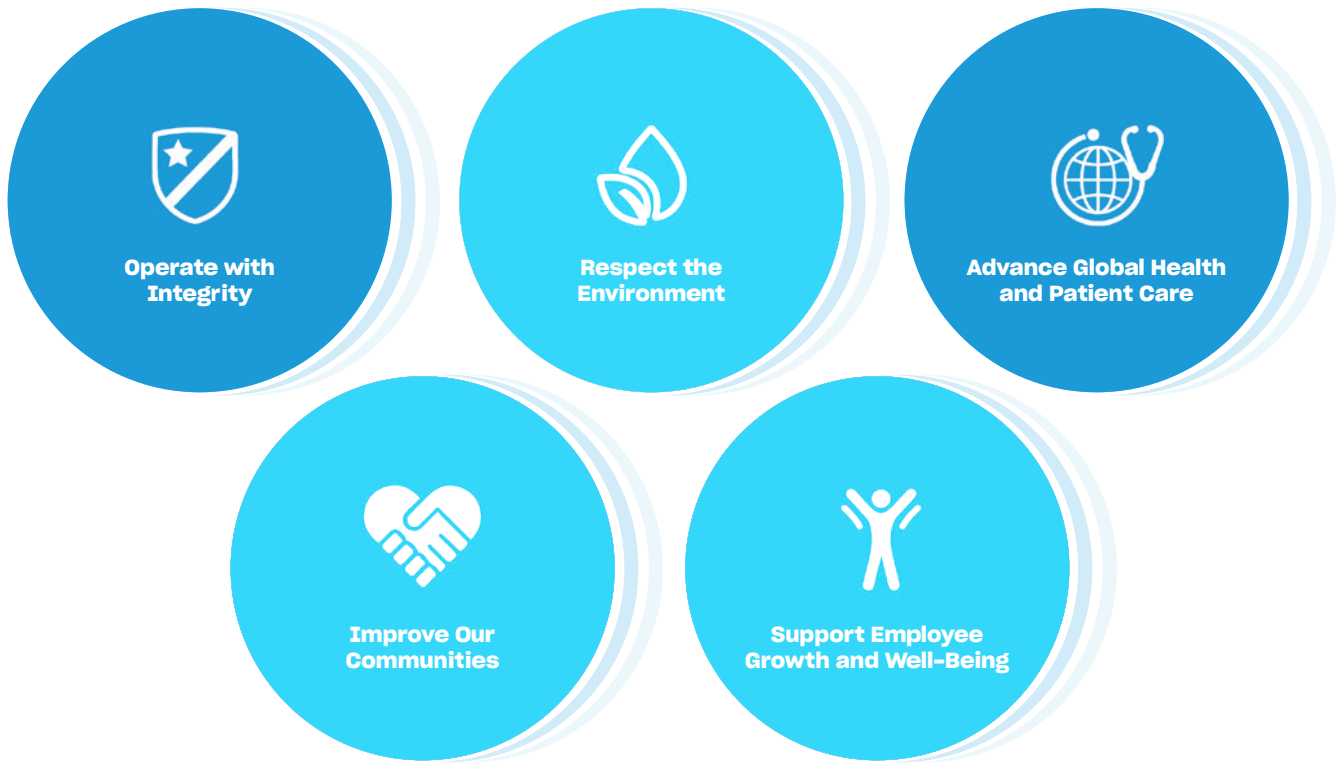 Operate with
Integrity
Respect the
Environment
Advance Global Health
and Patient Care
Improve Our
Communities
Support Employee
Growth and Well-Being